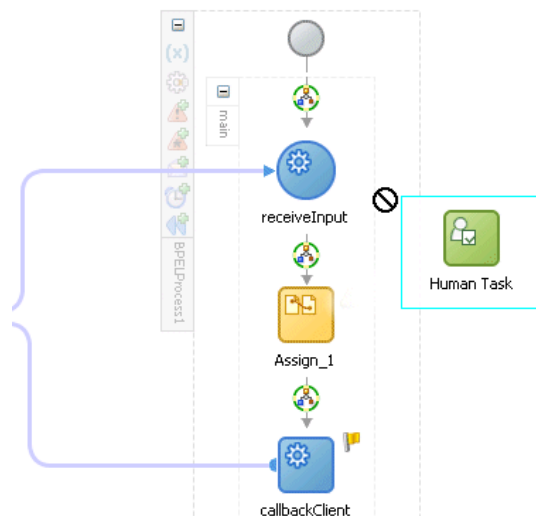 main
receiveInput
BPELProcess1
Human Task
Assign_1
callbackClient